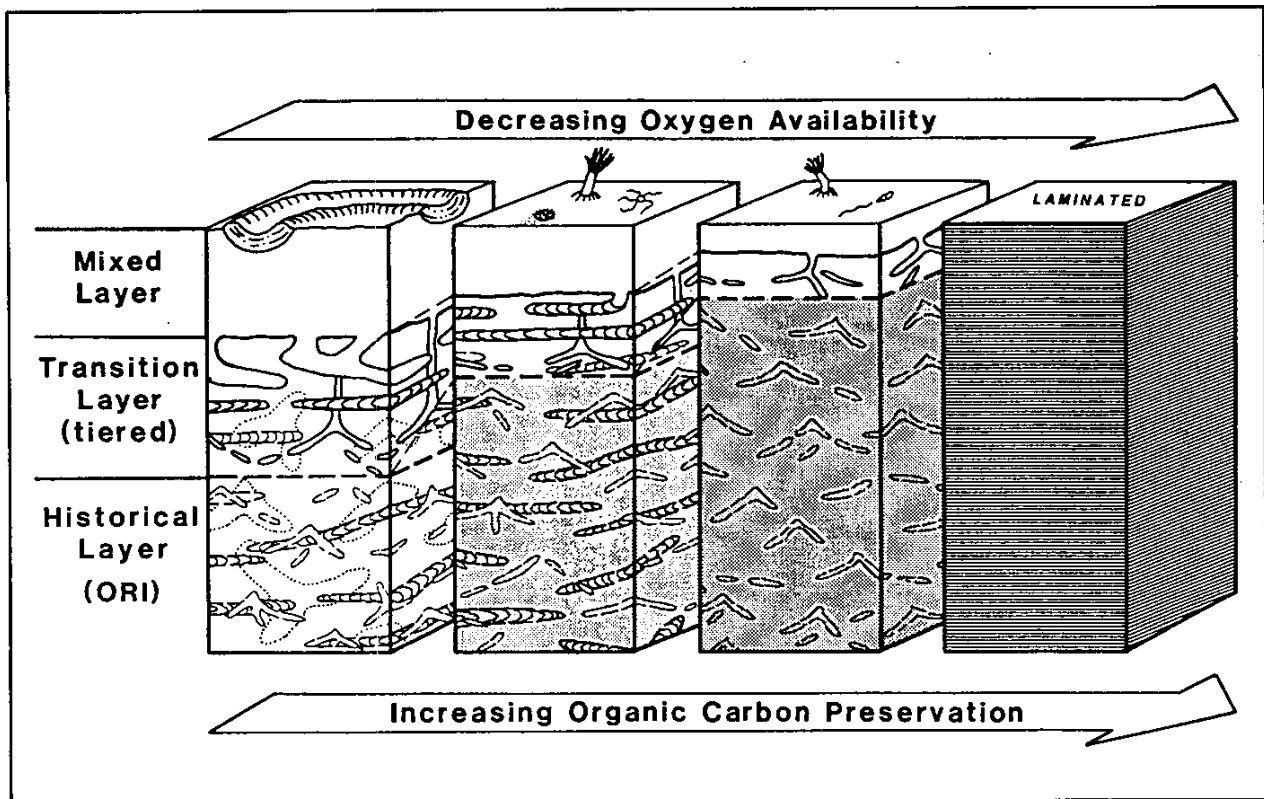 Decreasing Oxygen Availability
LAMINATED
Mixed
Layer
Transition
Layer
(tiered)
Historical
Layer
(ORI)
Increasing Organic Carbon Preservation